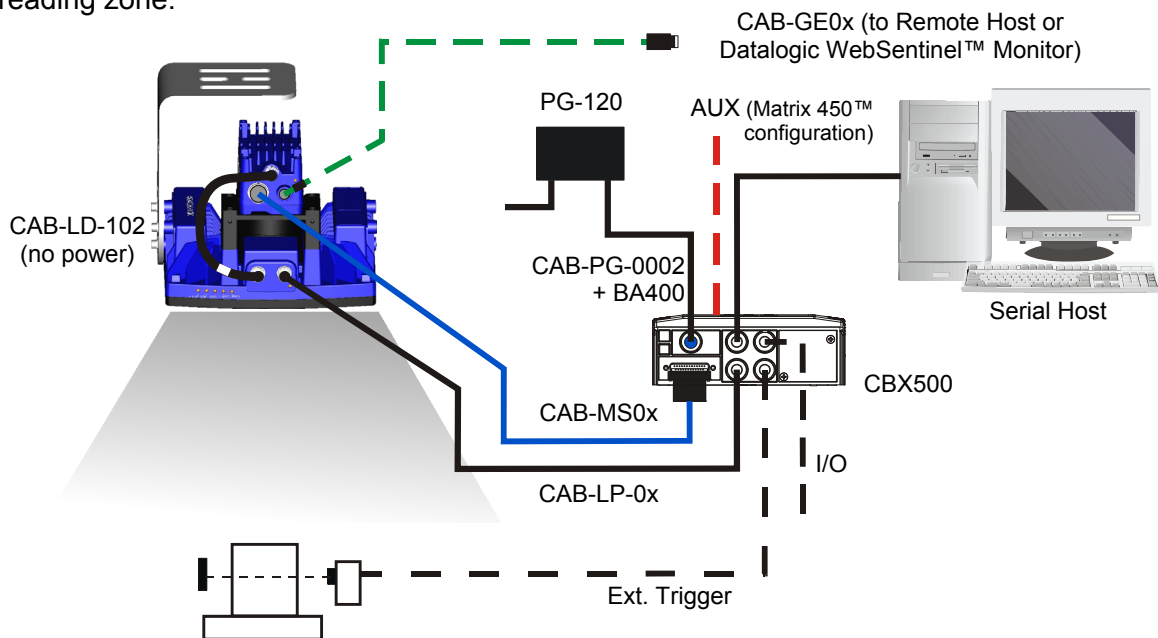 reading zone.
CAB-GE0x (to Remote Host or
Datalogic WebSentinel™ Monitor)
PG-120
AUX (Matrix 450™
configuration)
CAB-LD-102
(no power)
CAB-PG-0002
+ BA400
Serial Host
CBX500
CAB-MS0x
I/O
CAB-LP-0x
Ext. Trigger